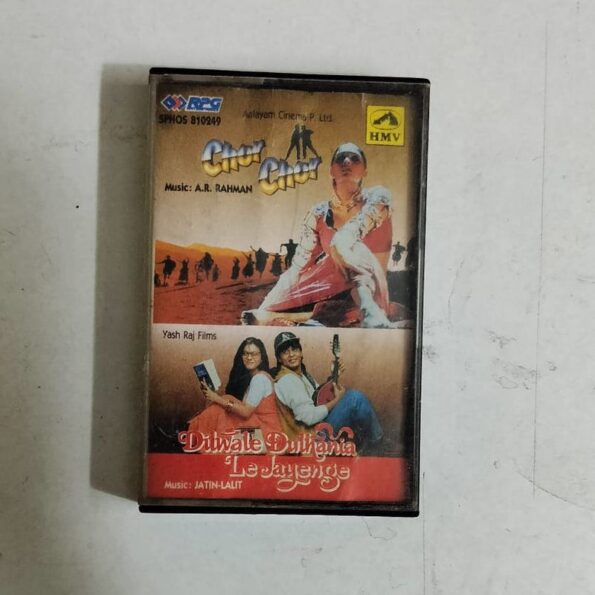 RPG
SPHOS 810249
Aalayam Cinema P. Ltd.
HMV
Chor
Chor
Music: A.R. RAHMAN
Yash Raj Films
Dilwale Dulhania
Le Jayenge
Music: JATIN-LALIT